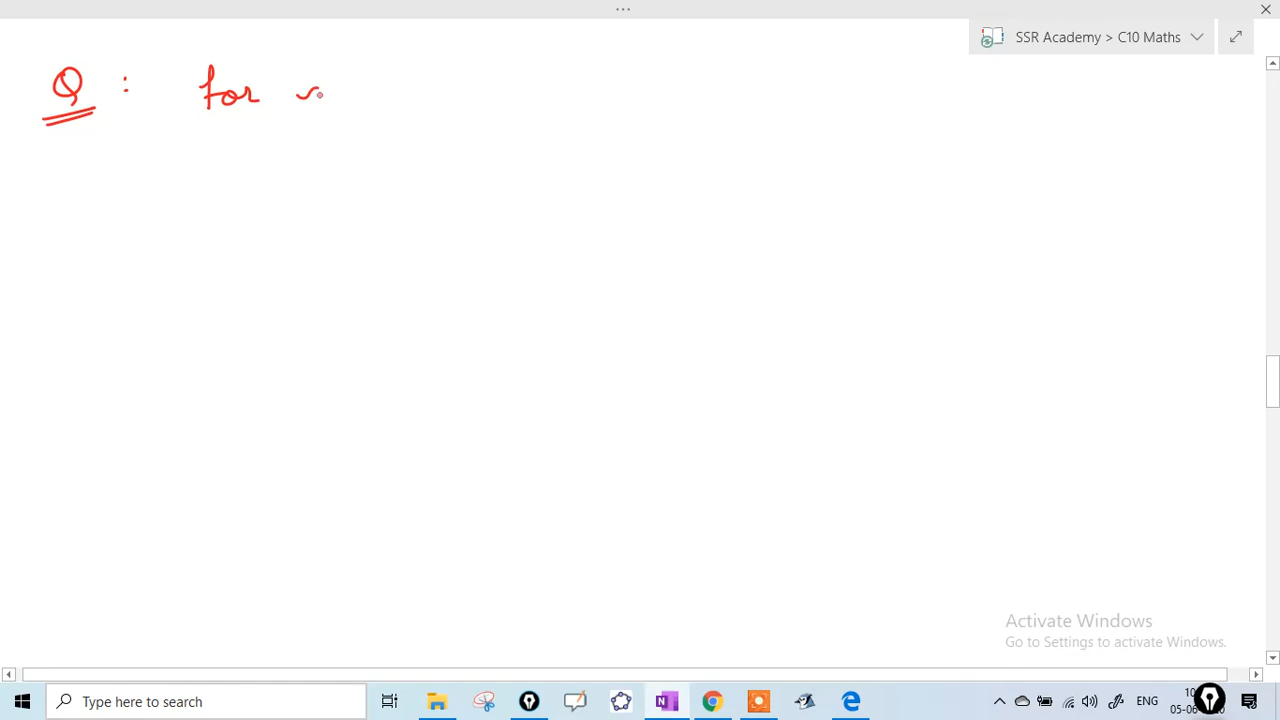 SSR Academy > C10 Maths
Q : for
Activate Windows
Go to Settings to activate Windows.
Type here to search
ENG